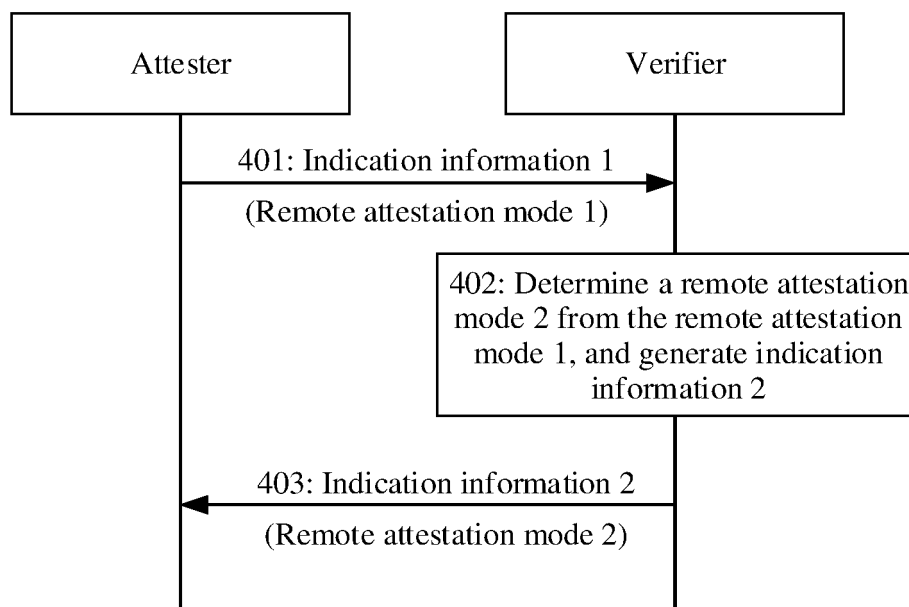 Attester
Verifier
401: Indication information 1
(Remote attestation mode 1)
402: Determine a remote attestation
mode 2 from the remote attestation
mode 1, and generate indication
information 2
403: Indication information 2
(Remote attestation mode 2)